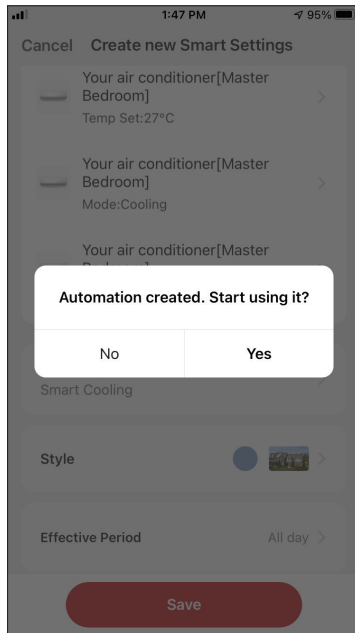 1:47 PM 95%
Cancel Create new Smart Settings
Your air conditioner[Master
Bedroom]
Temp Set:27°C
Your air conditioner[Master
Bedroom]
Mode:Cooling
Your air conditioner[Master
Automation created. Start using it?
No Yes
Smart Cooling
Style
Effective Period All day
Save